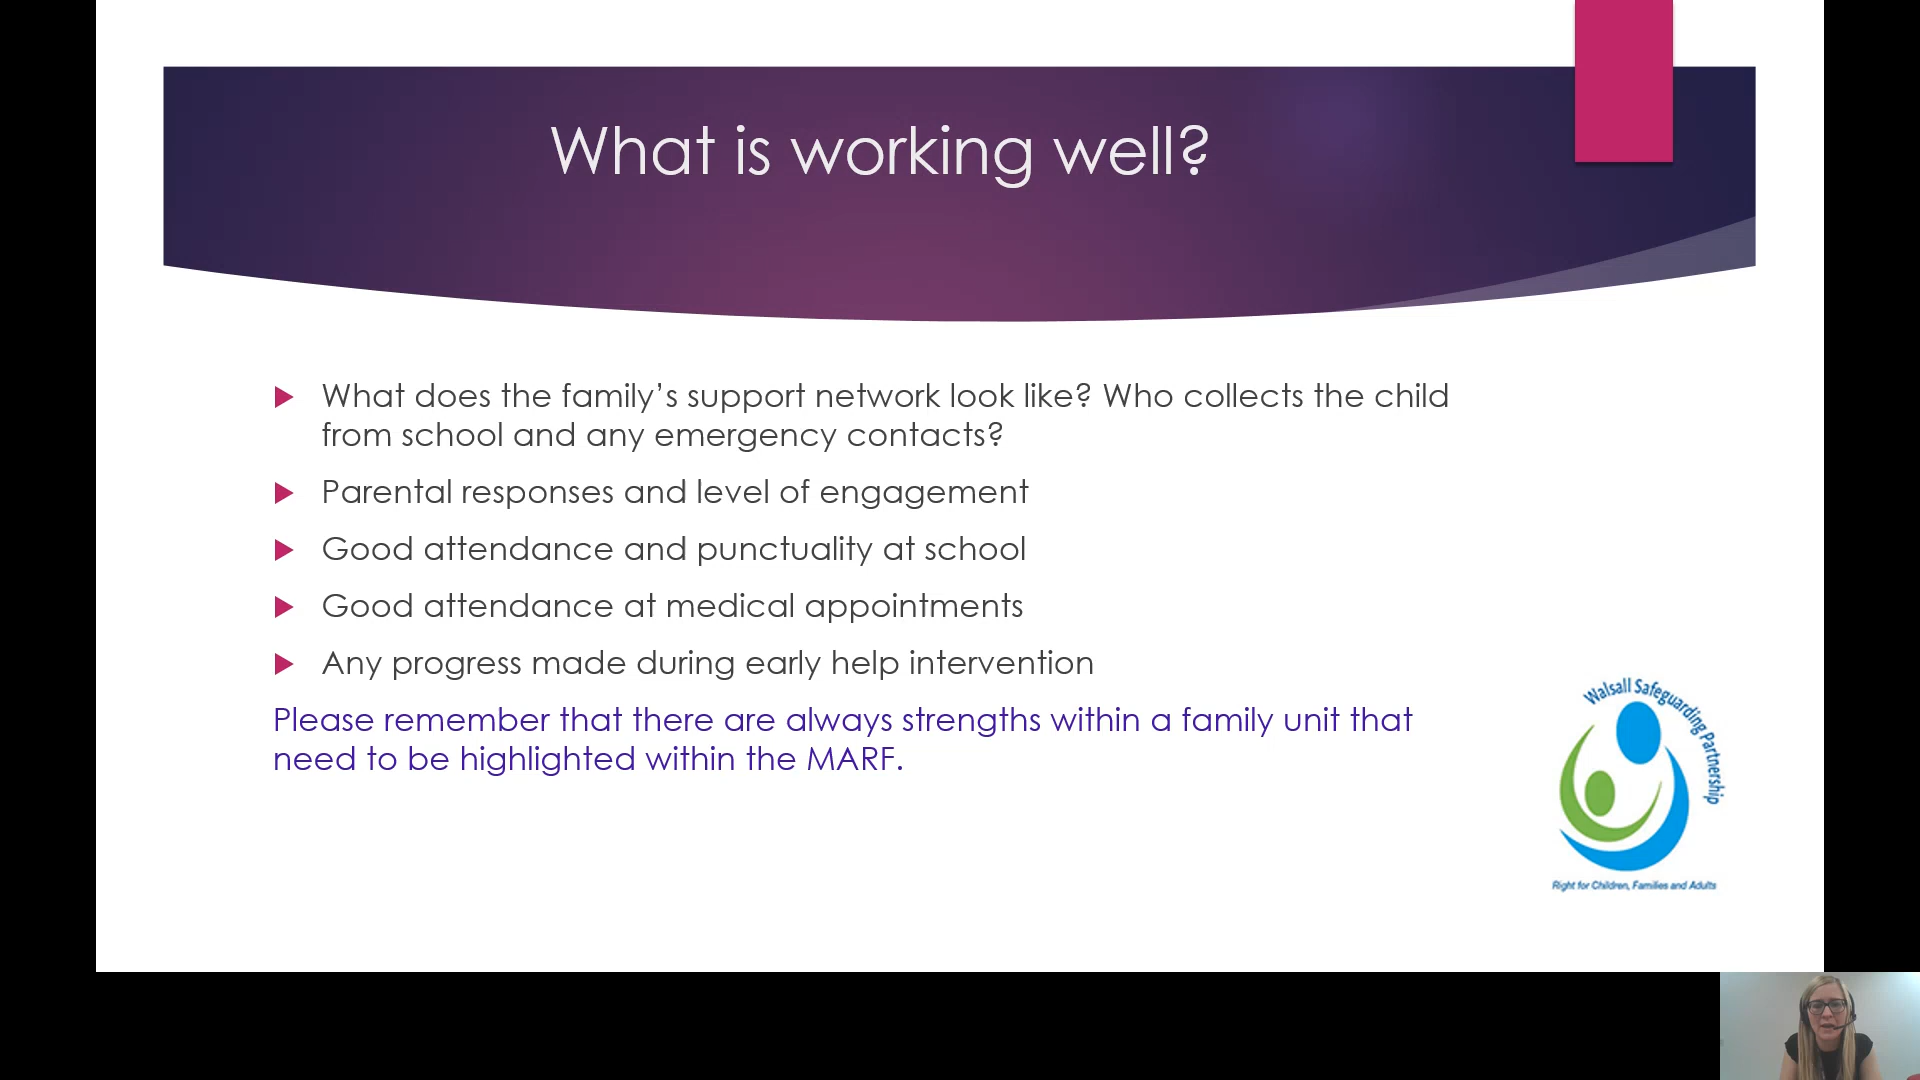 What is working well?
What does the family’s support network look like? Who collects the child
from school and any emergency contacts?
Parental responses and level of engagement
Good attendance and punctuality at school
Good attendance at medical appointments
Any progress made during early help intervention
Please remember that there are always strengths within a family unit that
need to be highlighted within the MARF.
Walsall Safeguarding Partnership
Right for Children, Families and Adults